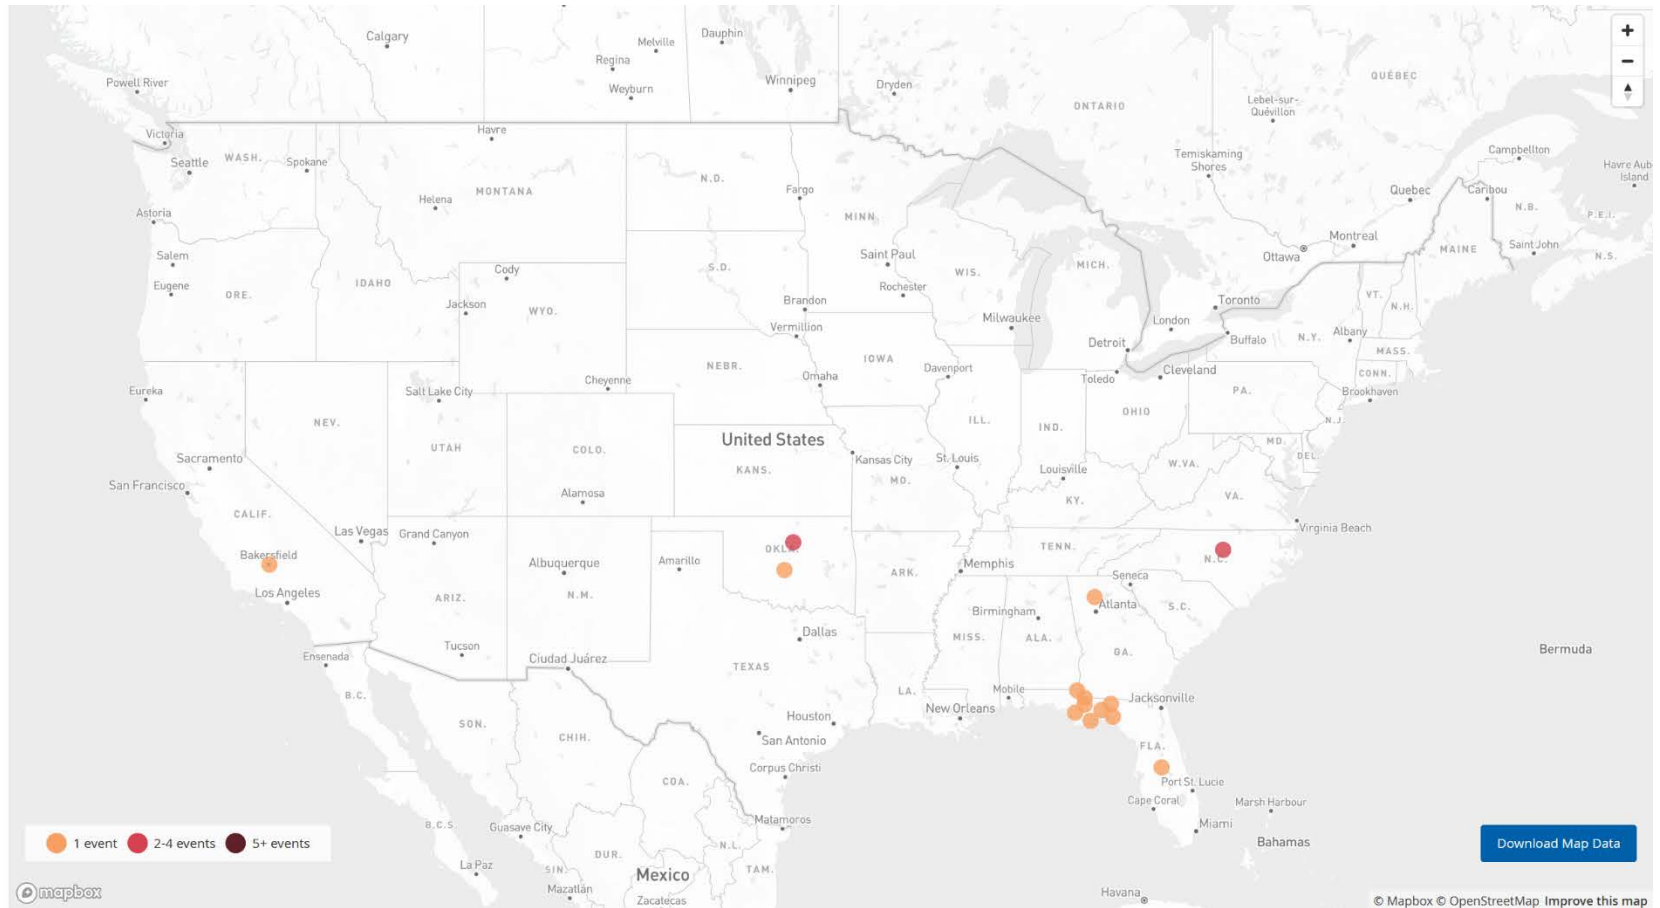 Calgary
Melville
Dauphin
Regina
Winnipeg
Dryden
Powell River
Weyburn
QUÉBEC
ONTARIO
Lebel-sur-
Quévillon
Victoria
Havre
Seattle
WASH.
Spokane
Temiskaming
Shores
Campbellton
Havre Aub
Island
MONTANA
N.D.
Fargo
Quebec
Caribou
Helena
Astoria
MINN.
N.B.
P.E.I.
Salem
Saint Paul
Montreal
MAINE
Saint John
Ottawa
N.S.
Cody
S.D.
WIS.
MICH.
IDAHO
Eugene
ORE.
Rochester
VT.
Jackson
WYO.
Brandon
Toronto
N.H.
Milwaukee
London
Vermillion
Detroit
Buffalo
N.Y.
Albany
IOWA
MASS.
NEBR.
Davenport
Cleveland
CONN.
Omaha
Toledo
Cheyenne
Eureka
Salt Lake City
PA.
Brookhaven
OHIO
NEV.
ILL.
IND.
N.J.
United States
UTAH
COLO.
MD.
Sacramento
Kansas City
St. Louis
DEL.
KANS.
Louisville
W.VA.
San Francisco
MO.
Alamosa
KY.
VA.
CALIF.
Las Vegas
Grand Canyon
Virginia Beach
Bakersfield
OKLA.
TENN.
Albuquerque
Amarillo
Memphis
N.C.
ARK.
Seneca
Los Angeles
ARIZ.
N.M.
Birmingham
Atlanta
S.C.
Dallas
MISS.
ALA.
Tucson
GA.
Bermuda
Ensenada
Ciudad Juárez
TEXAS
B.C.
LA.
Mobile
Jacksonville
New Orleans
SON.
Houston
CHIH.
San Antonio
FLA.
Corpus Christi
COA.
Port St. Lucie
Cape Coral
Marsh Harbour
B.C.S.
Guasave City
Matamoros
Miami
1 event
2-4 events
5+ events
N.L.
Bahamas
Download Map Data
DUR.
La Paz
SIN.
Mexico
TAM.
Mazatlán
Zacatecas
Havana
mapbox
© Mapbox © OpenStreetMap Improve this map